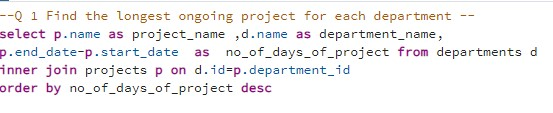 --Q 1 Find the longest ongoing project for each department --
select p.name as project_name ,d.name as department_name,
p.end_date-p.start_date  as  no_of_days_of_project from departments d
inner join projects p on d.id=p.department_id
order by no_of_days_of_project desc